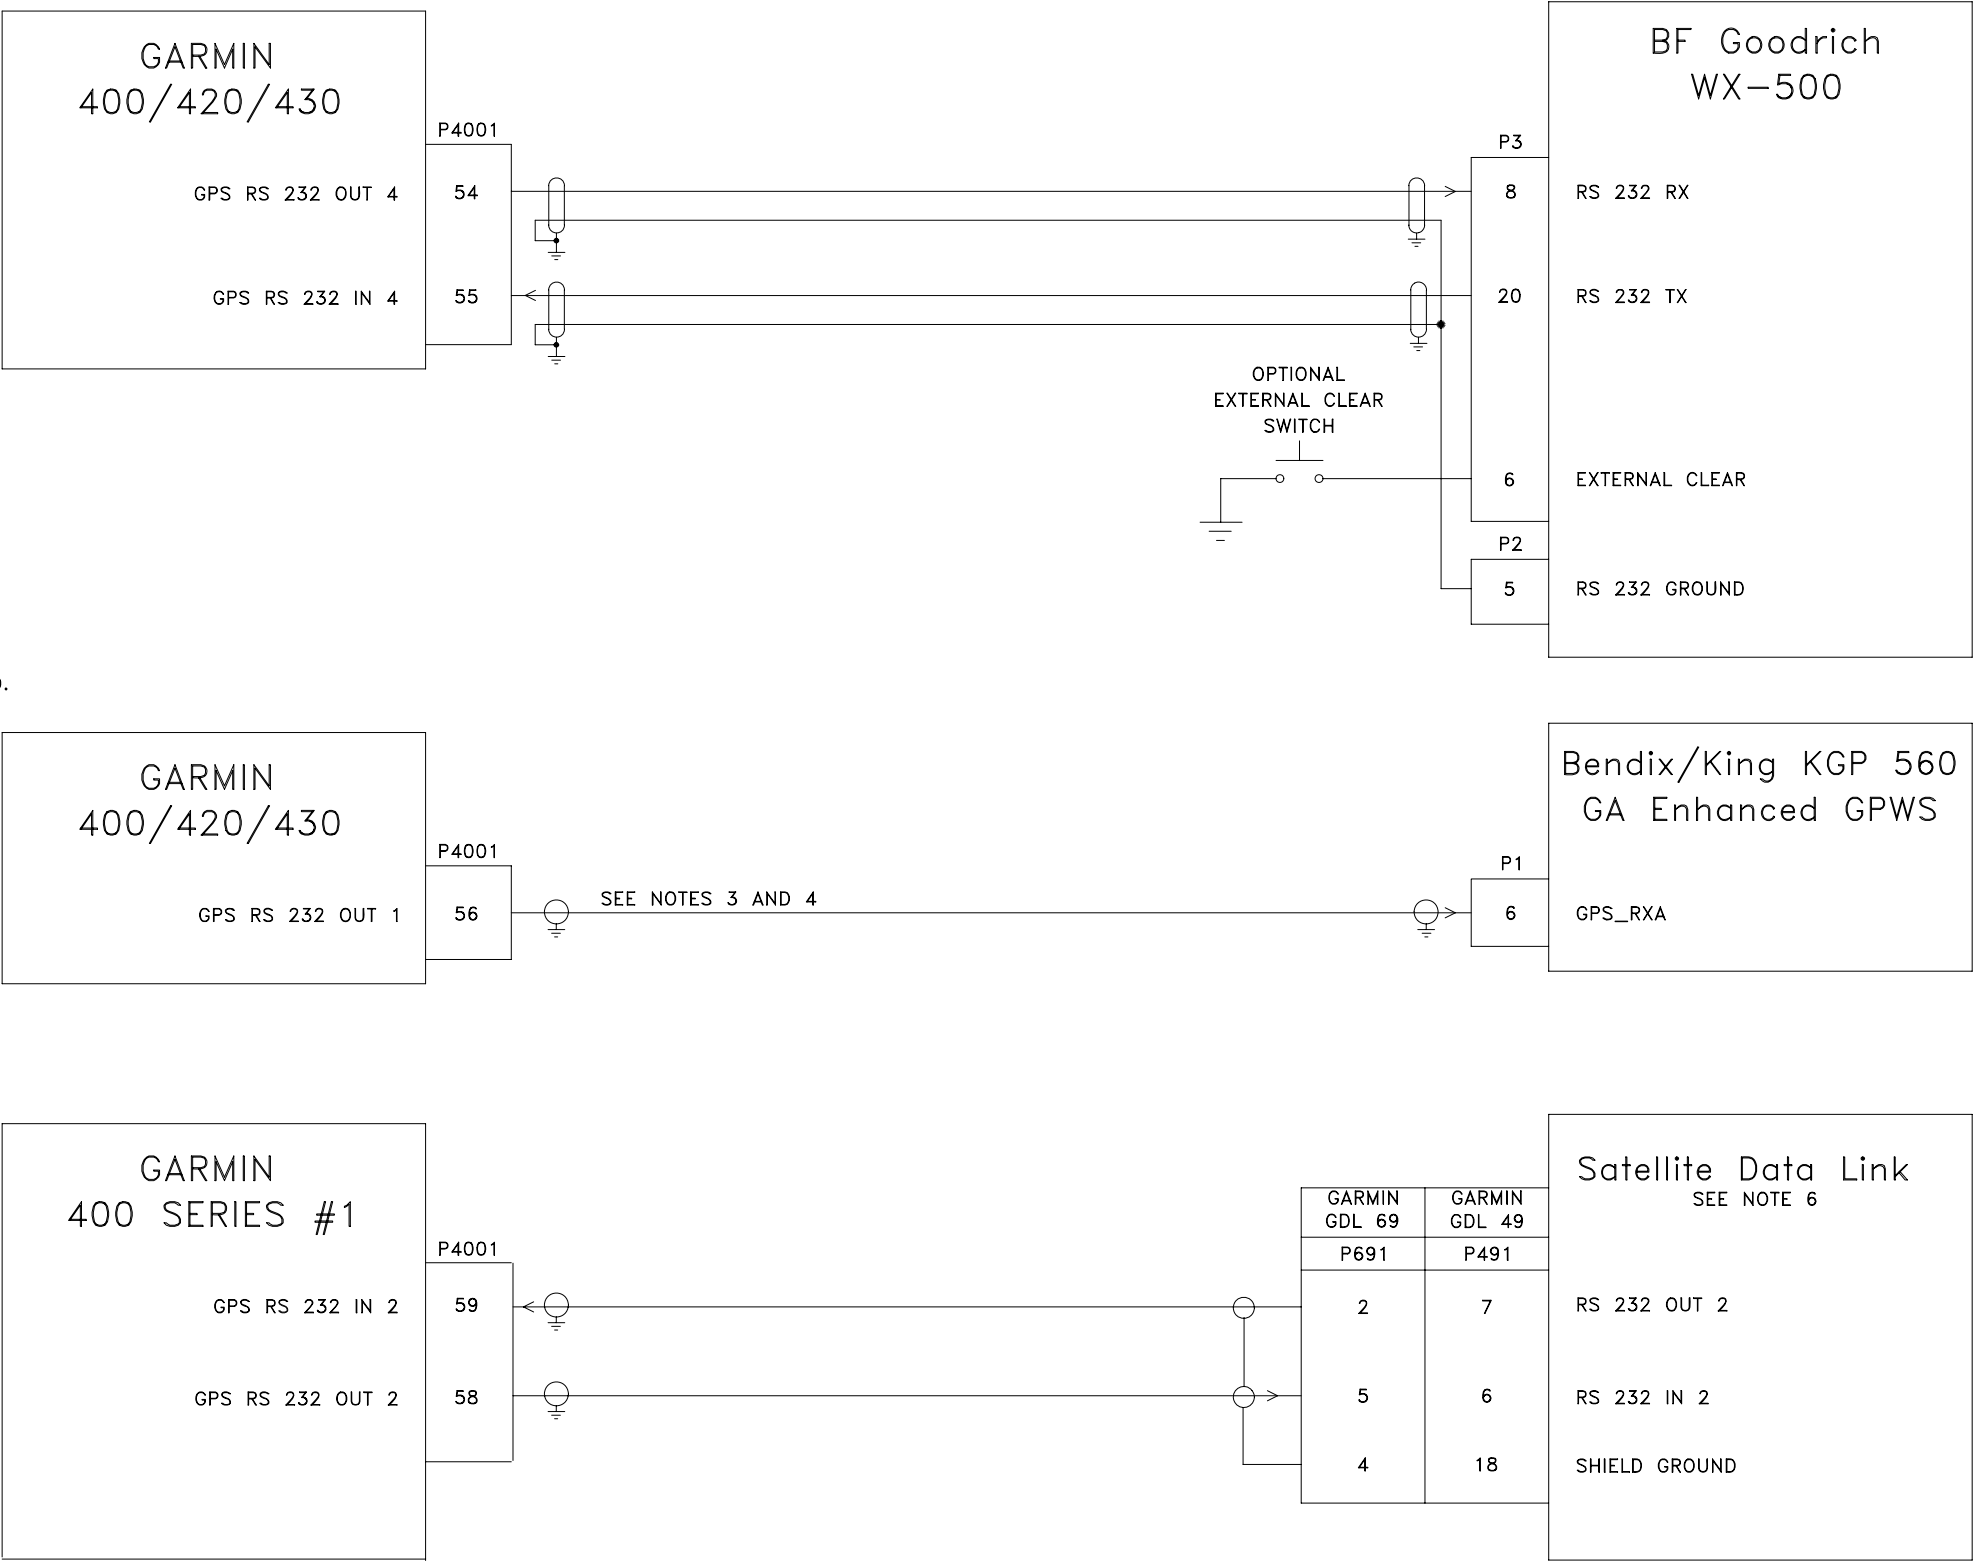 GARMIN
400/420/430
P4001
GPS RS 232 OUT 4
54
GPS RS 232 IN 4
55
BF Goodrich
WX-500
P3
8
RS 232 RX
20
RS 232 TX
OPTIONAL
EXTERNAL CLEAR
SWITCH
6
EXTERNAL CLEAR
P2
5
RS 232 GROUND
GARMIN
400/420/430
P4001
GPS RS 232 OUT 1
56
SEE NOTES 3 AND 4
Bendix/King KGP 560
GA Enhanced GPWS
P1
6
GPS_RXA
GARMIN
400 SERIES #1
P4001
GPS RS 232 IN 2
59
GPS RS 232 OUT 2
58
GARMIN
GDL 69
GARMIN
GDL 49
P691
P491
Satellite Data Link
SEE NOTE 6
2
7
RS 232 OUT 2
5
6
RS 232 IN 2
4
18
SHIELD GROUND